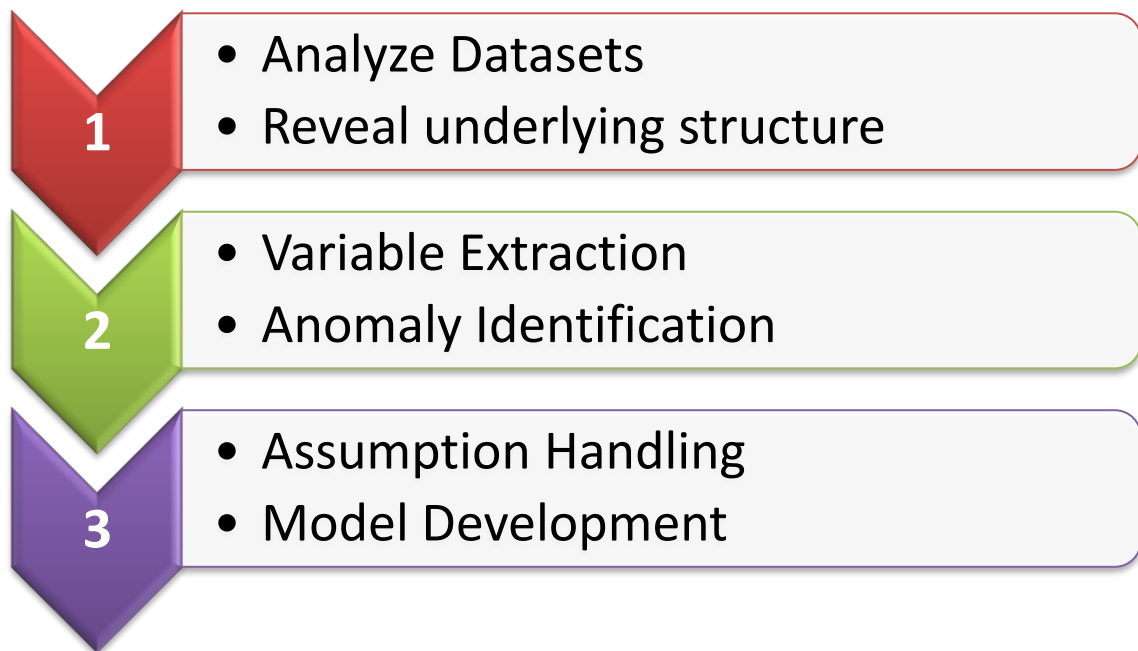 1
• Analyze Datasets
• Reveal underlying structure
2
• Variable Extraction
• Anomaly Identification
3
• Assumption Handling
• Model Development